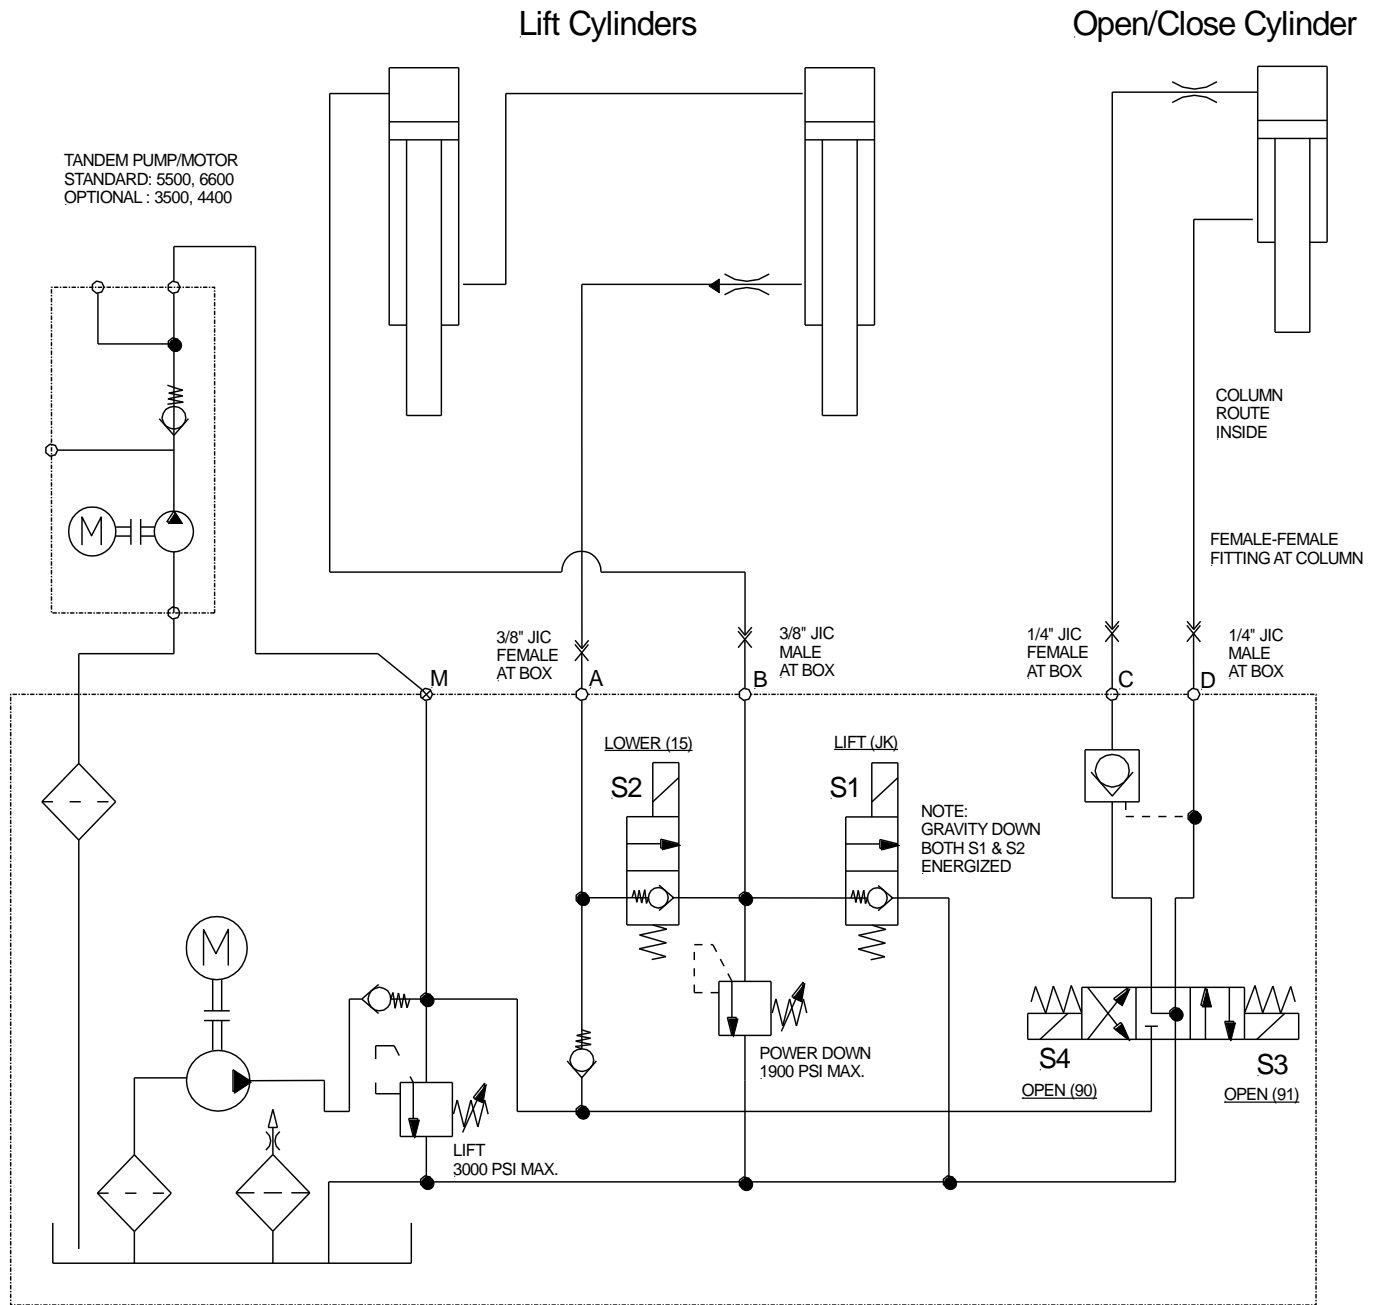 Lift Cylinders
Open/Close Cylinder
TANDEM PUMP/MOTOR
STANDARD: 5500, 6600
OPTIONAL : 3500, 4400
COLUMN
ROUTE
INSIDE
M
FEMALE-FEMALE
FITTING AT COLUMN
3/8" JIC
FEMALE
AT BOX
3/8" JIC
MALE
AT BOX
1/4" JIC
FEMALE
AT BOX
1/4" JIC
MALE
AT BOX
M
A
B
C
D
LOWER (15)
LIFT (JK)
S2
S1
NOTE:
GRAVITY DOWN
BOTH S1 & S2
ENERGIZED
M
POWER DOWN
1900 PSI MAX.
S4
OPEN (90)
S3
OPEN (91)
LIFT
3000 PSI MAX.